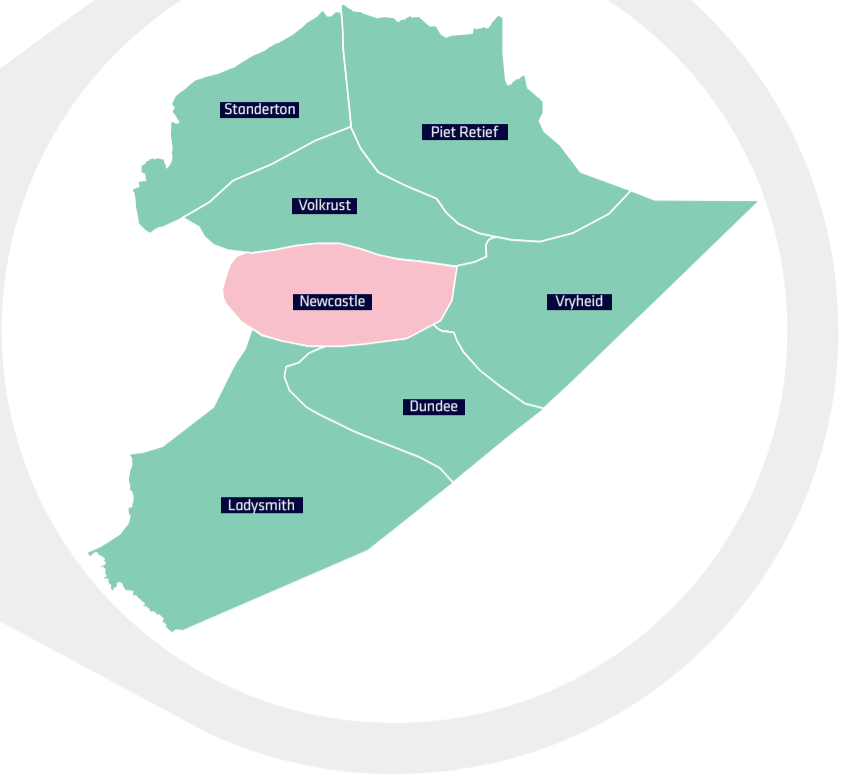 Standerton
Piet Retief
Volkrust
Newcastle
Vryheid
Dundee
Ladysmith